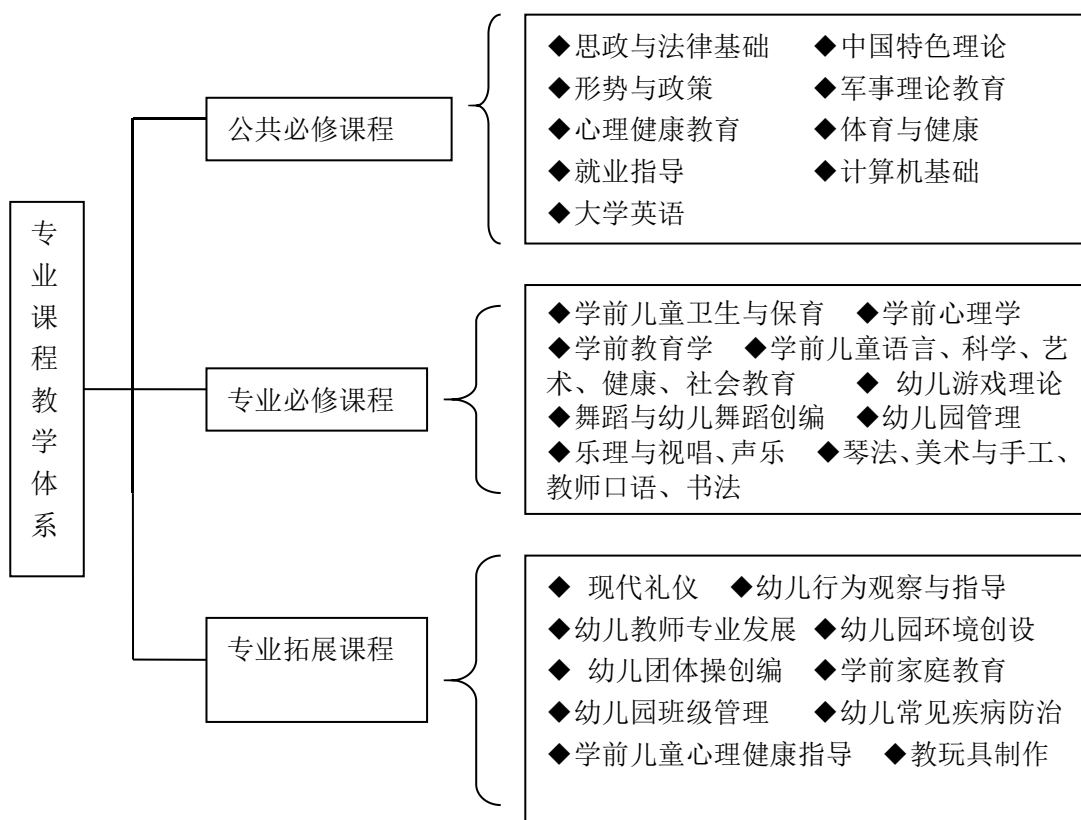 专业课程教学体系
公共必修课程
◆思政与法律基础 ◆中国特色理论
◆形势与政策 ◆军事理论教育
◆心理健康教育 ◆体育与健康
◆就业指导 ◆计算机基础
◆大学英语
专业必修课程
◆学前儿童卫生与保育 ◆学前心理学
◆学前教育学 ◆学前儿童语言、科学、艺
术、健康、社会教育 ◆ 幼儿游戏理论
◆舞蹈与幼儿舞蹈创编 ◆幼儿园管理
◆乐理与视唱、声乐 ◆琴法、美术与手工、
教师口语、书法
专业拓展课程
◆ 现代礼仪 ◆幼儿行为观察与指导
◆幼儿教师专业发展 ◆幼儿园环境创设
◆ 幼儿团体操创编 ◆学前家庭教育
◆幼儿园班级管理 ◆幼儿常见疾病防治
◆学前儿童心理健康指导 ◆教玩具制作